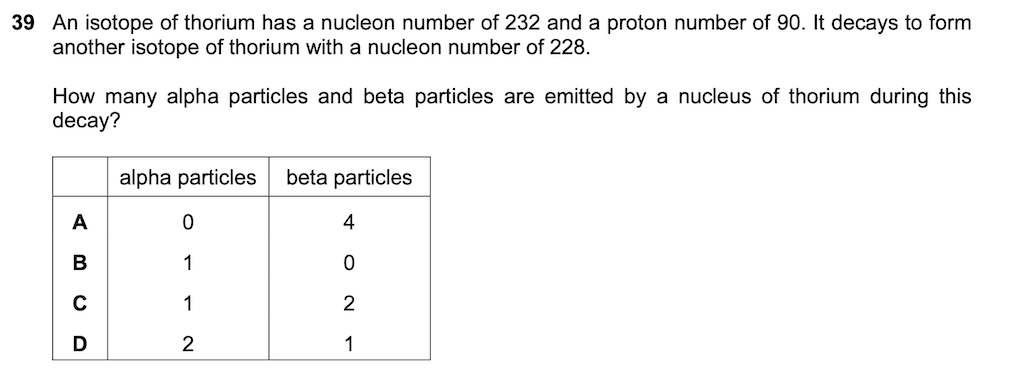 39 An isotope of thorium has a nucleon number of 232 and a proton number of 90. It decays to form
another isotope of thorium with a nucleon number of 228.
How many alpha particles and beta particles are emitted by a nucleus of thorium during this
decay?
alpha particles beta particles
A 0 4
B 1 0
C 1 2
D 2 1